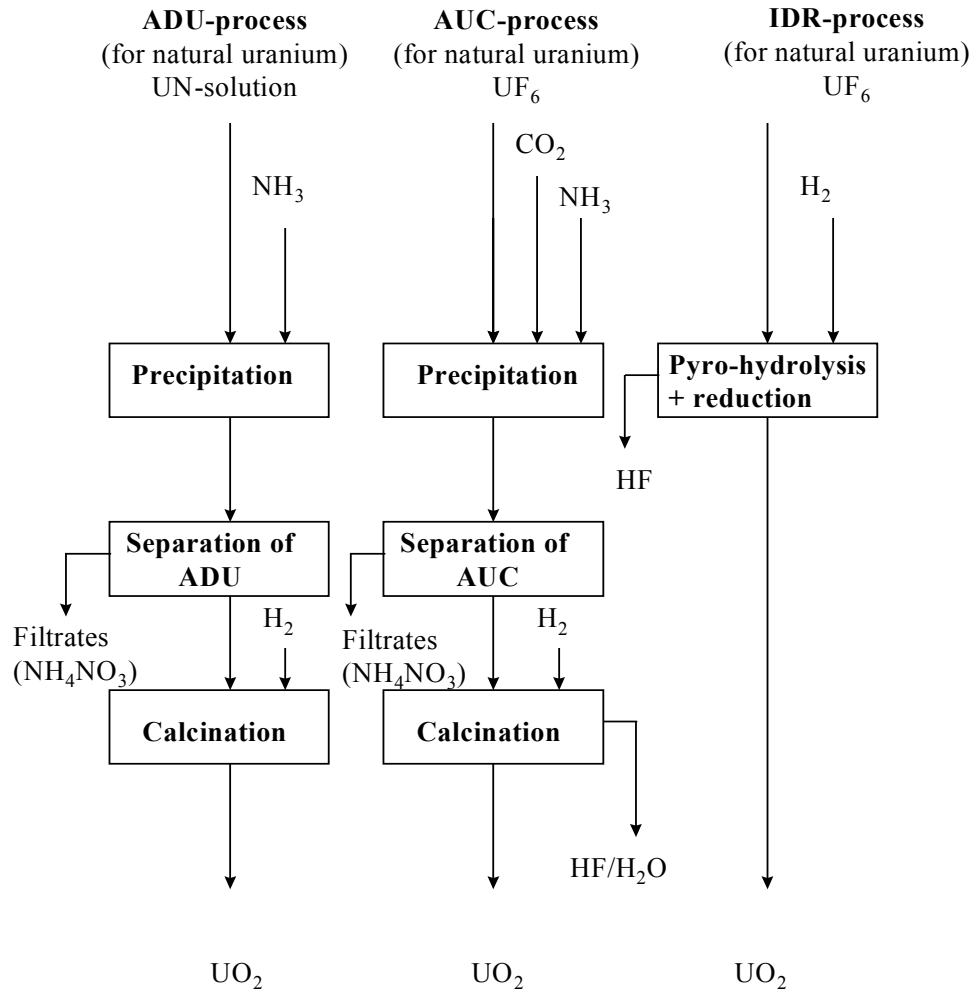 ADU-process
(for natural uranium)
UN-solution
NH₃
Precipitation
Separation of
ADU
Filtrates
(NH₄NO₃)
H₂
Calcination
UO₂
AUC-process
(for natural uranium)
UF₆
CO₂
NH₃
Precipitation
Separation of
AUC
Filtrates
(NH₄NO₃)
H₂
Calcination
HF/H₂O
UO₂
IDR-process
(for natural uranium)
UF₆
H₂
Pyro-hydrolysis
+ reduction
HF
UO₂